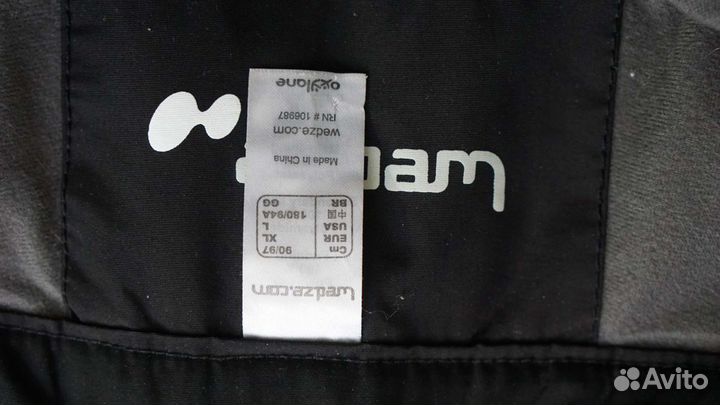 wedze.com
Cm 90/97
EUR XL
USA L
中国 180/94A
BR GG
Made in China
wedze.com
RN # 106987
oxylane
Avito